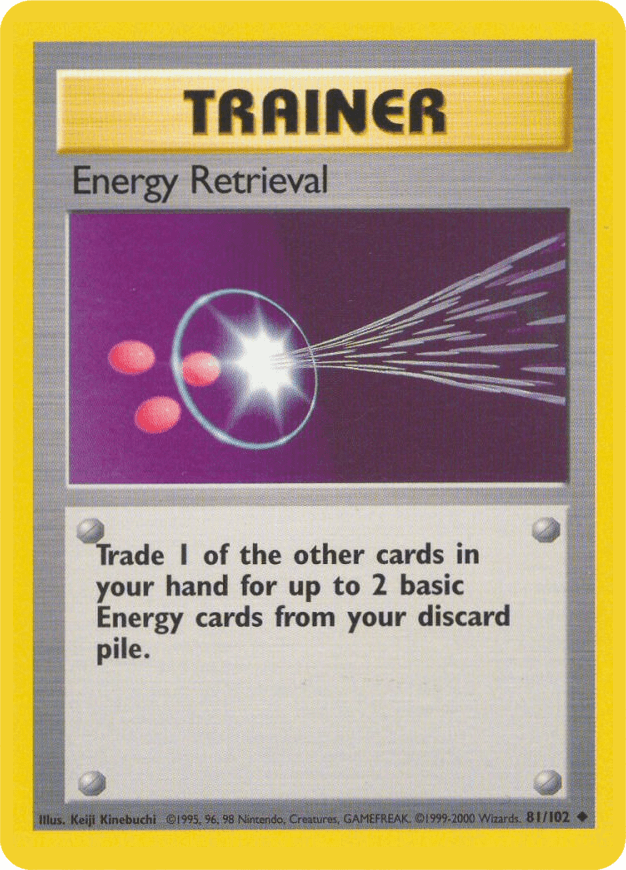 TRAINER
Energy Retrieval
Trade 1 of the other cards in
your hand for up to 2 basic
Energy cards from your discard
pile.
Illus. Keiji Kinebuchi ©1995, 96, 98 Nintendo, Creatures, GAMEFREAK. ©1999-2000 Wizards. 81/102 ◆